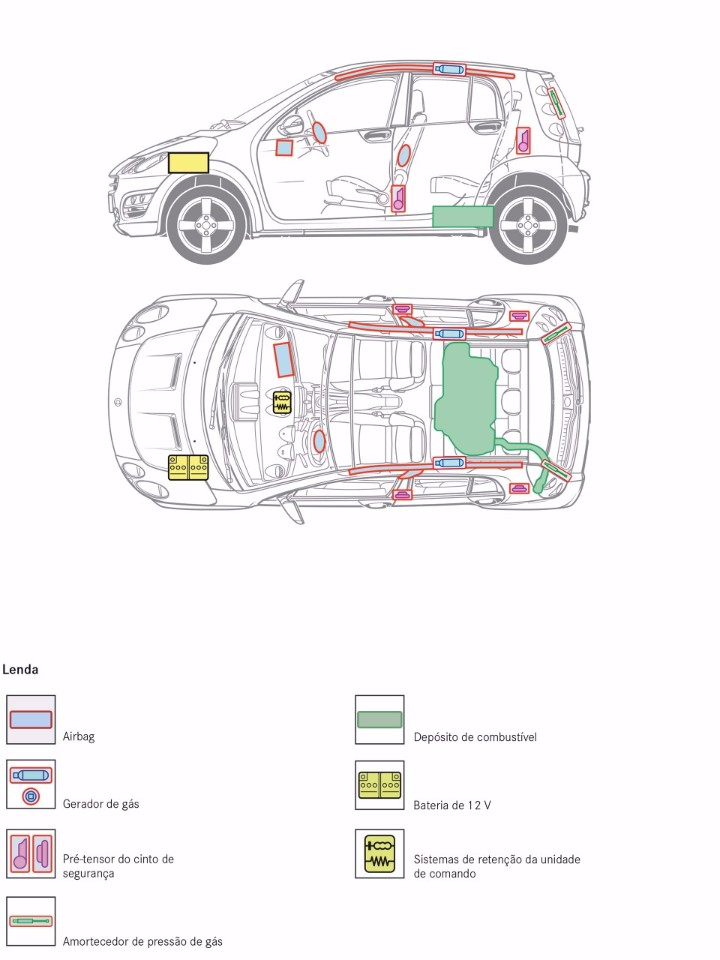 Lenda
Airbag
Depósito de combustível
Gerador de gás
Bateria de 12 V
Pré-tensor do cinto de
segurança
Sistemas de retenção da unidade
de comando
Amortecedor de pressão de gás